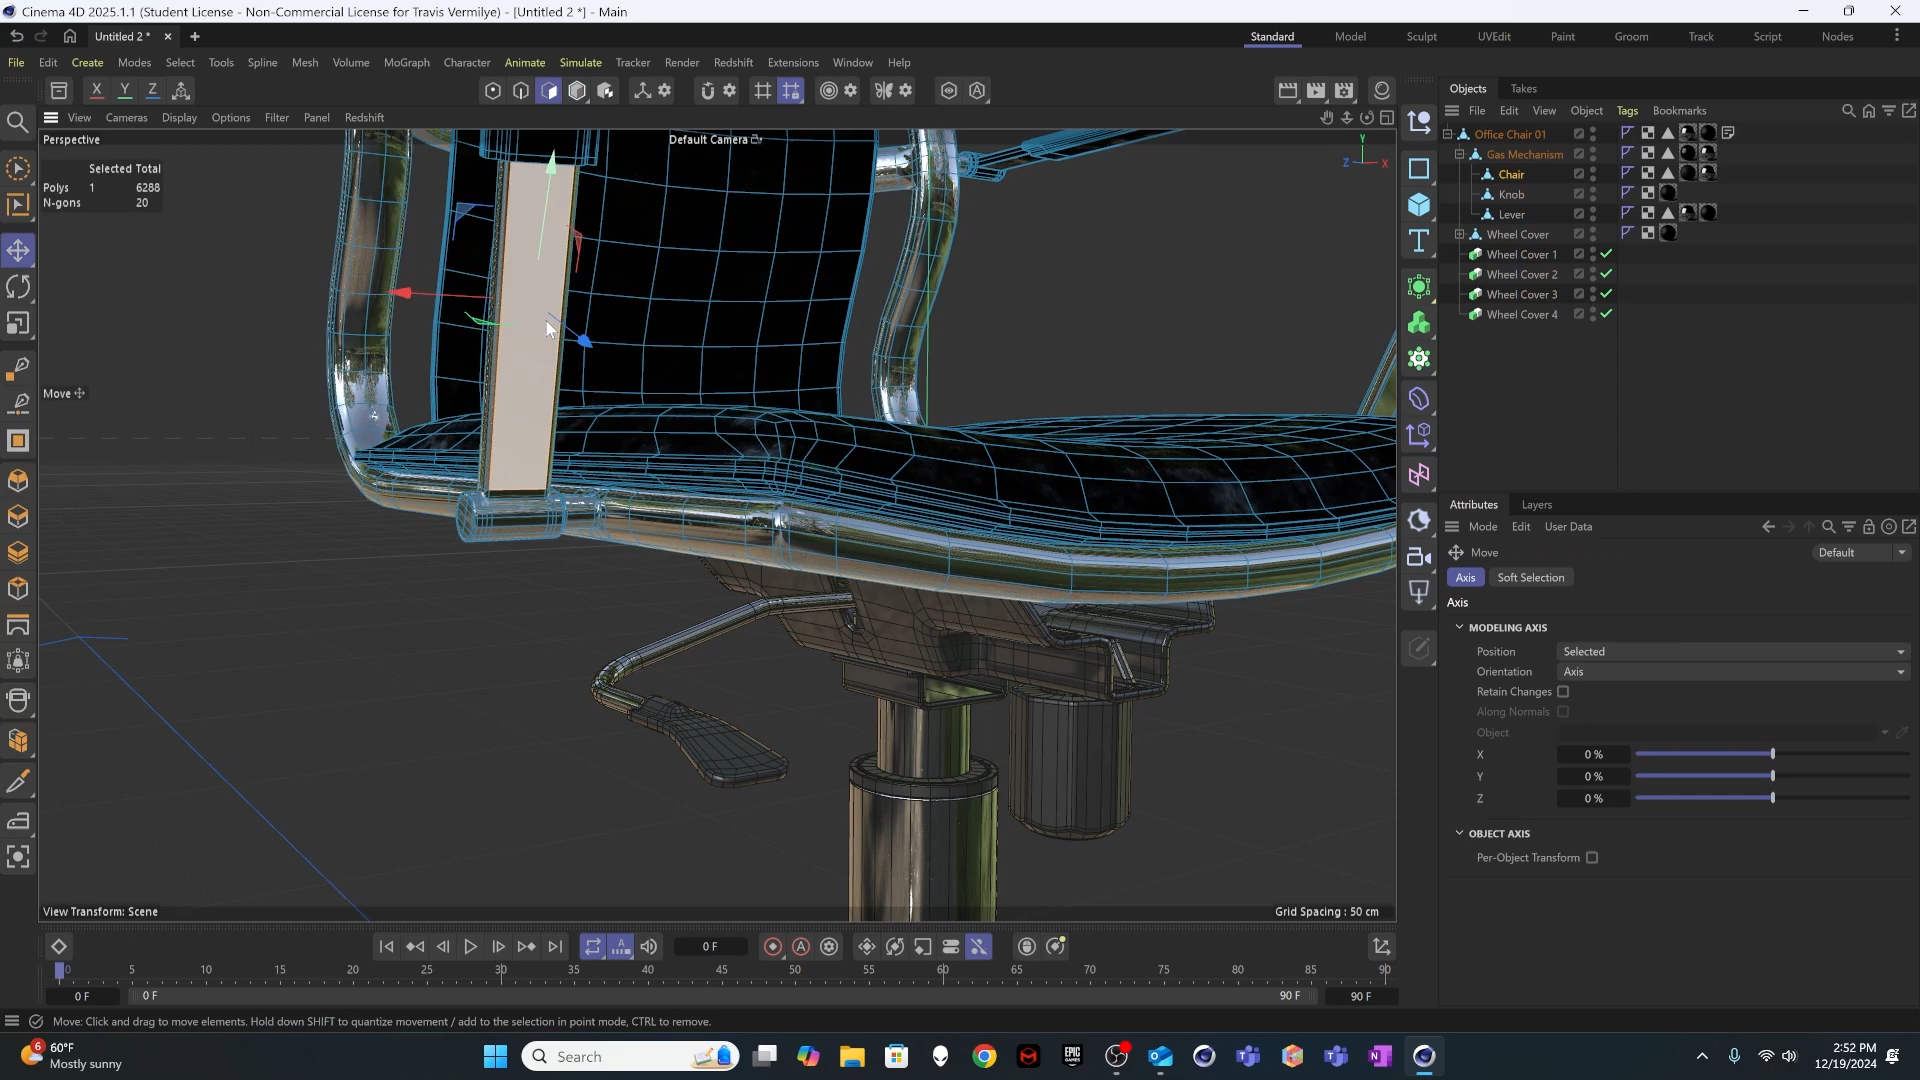 Cinema 4D 2025.1.1 (Student License - Non-Commercial License for Travis Vermilye) - [Untitled 2 *] - Main
Untitled 2 *
Standard Model Sculpt UVEdit Paint Groom Track Script Nodes
File Edit Create Modes Select Tools Spline Mesh Volume MoGraph Character Animate Simulate Tracker Render Redshift Extensions Window Help
X Y Z
Objects Takes
View Cameras Display Options Filter Panel Redshift
File Edit View Object Tags Bookmarks
Perspective
Default Camera
Y
Z X
Selected Total
Polys 1 6288
N-gons 20
Move
Office Chair 01
Gas Mechanism
Chair
Knob
Lever
Wheel Cover
Wheel Cover 1
Wheel Cover 2
Wheel Cover 3
Wheel Cover 4
Attributes Layers
Mode Edit User Data
Move
Default
Axis Soft Selection
Axis
MODELING AXIS
Position Selected
Orientation Axis
Retain Changes
Along Normals
Object
X 0 %
Y 0 %
Z 0 %
OBJECT AXIS
Per-Object Transform
View Transform: Scene
Grid Spacing : 50 cm
0 F
0 5 10 15 20 25 30 35 40 45 50 55 60 65 70 75 80 85 90
0 F 0 F 90 F 90 F
Move: Click and drag to move elements. Hold down SHIFT to quantize movement / add to the selection in point mode, CTRL to remove.
6
60°F
Mostly sunny
Search
EPIC GAMES
2:52 PM
12/19/2024